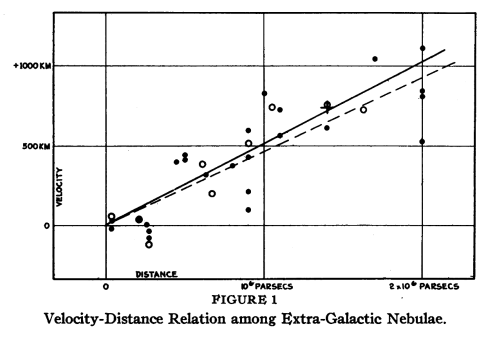 +1000 KM
500 KM
VELOCITY
0
DISTANCE
0
10⁶ PARSECS
2 x 10⁶ PARSECS
FIGURE 1
Velocity-Distance Relation among Extra-Galactic Nebulae.